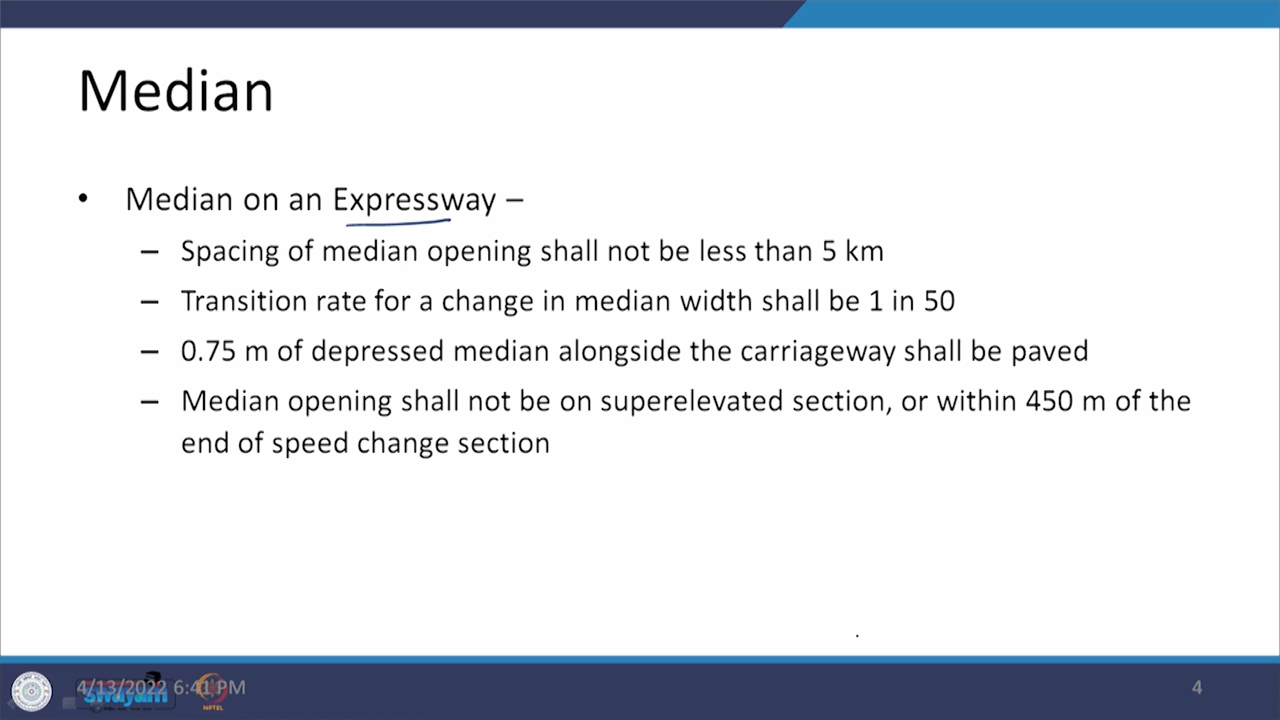 Median
• Median on an Expressway –
– Spacing of median opening shall not be less than 5 km
– Transition rate for a change in median width shall be 1 in 50
– 0.75 m of depressed median alongside the carriageway shall be paved
– Median opening shall not be on superelevated section, or within 450 m of the
end of speed change section
4/13/2022 6:41 PM
swayam
NPTEL
4